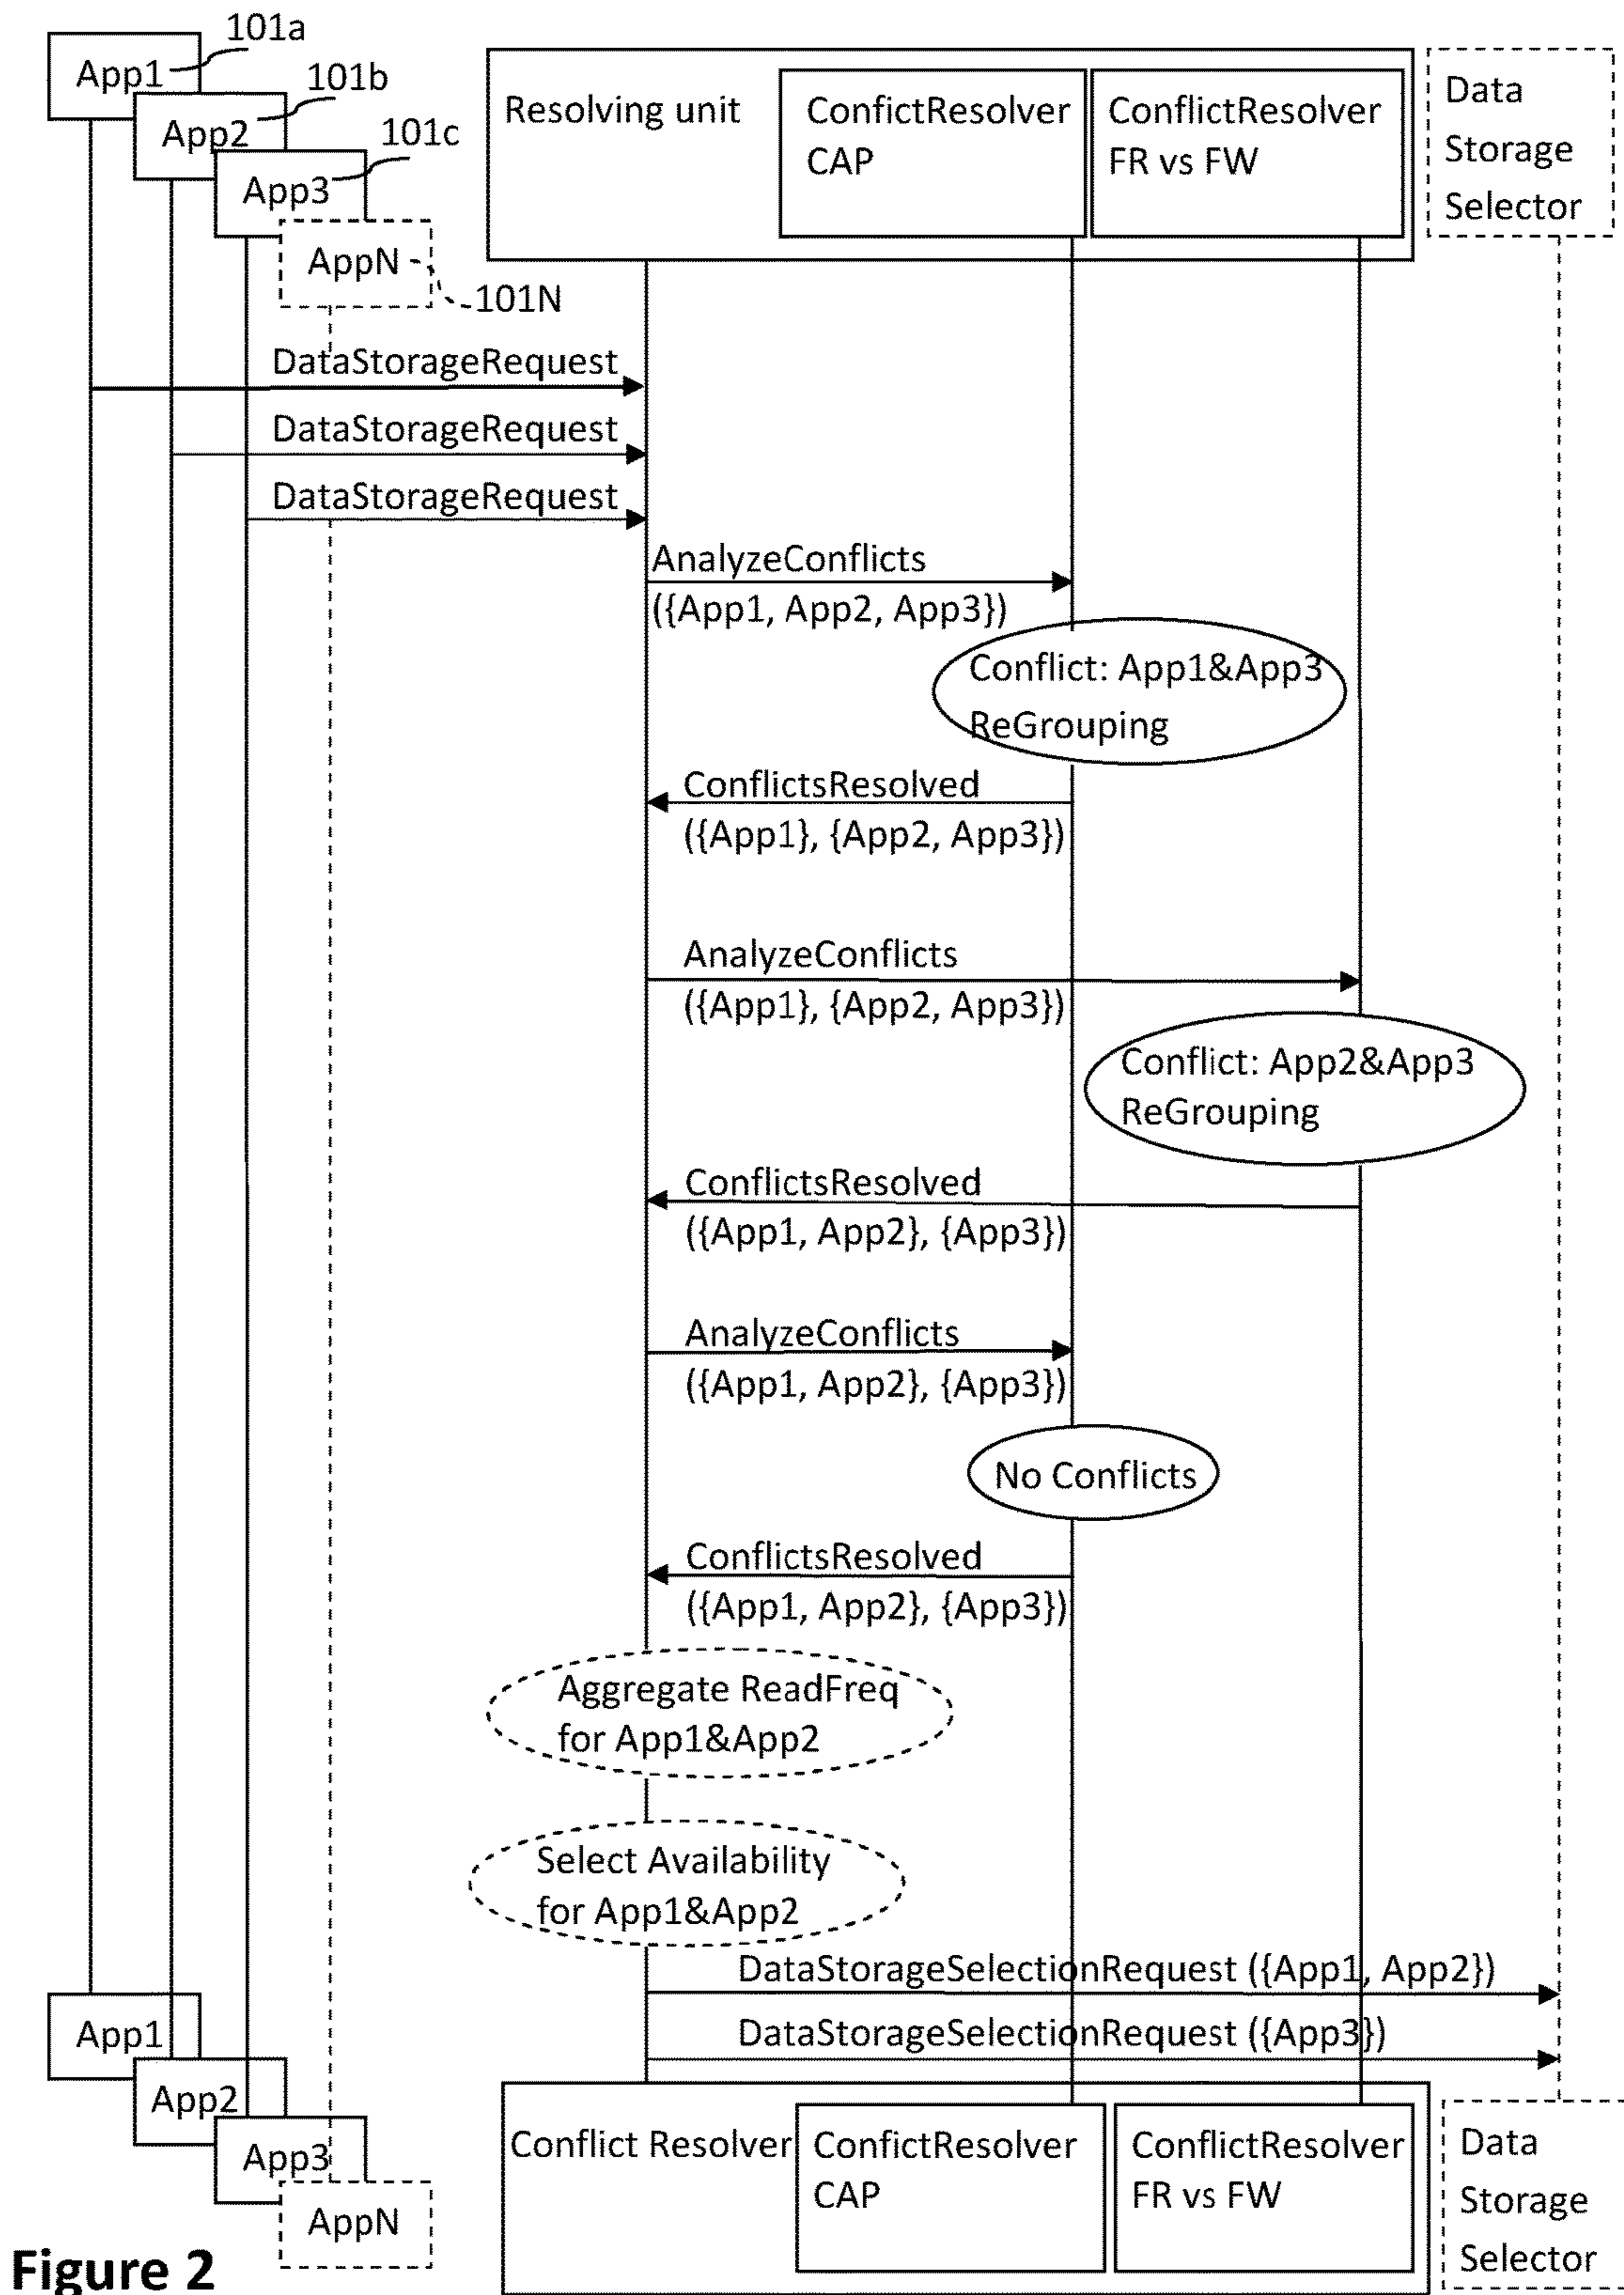 101a
App1
101b
App2
101c
App3
AppN
101N
Resolving unit
ConfictResolver
CAP
ConflictResolver
FR vs FW
Data
Storage
Selector
DataStorageRequest
DataStorageRequest
DataStorageRequest
AnalyzeConflicts
({App1, App2, App3})
Conflict: App1&App3
ReGrouping
ConflictsResolved
({App1}, {App2, App3})
AnalyzeConflicts
({App1}, {App2, App3})
Conflict: App2&App3
ReGrouping
ConflictsResolved
({App1, App2}, {App3})
AnalyzeConflicts
({App1, App2}, {App3})
No Conflicts
ConflictsResolved
({App1, App2}, {App3})
Aggregate ReadFreq
for App1&App2
Select Availability
for App1&App2
DataStorageSelectionRequest ({App1, App2})
DataStorageSelectionRequest ({App3})
App1
App2
App3
AppN
Conflict Resolver
ConfictResolver
CAP
ConflictResolver
FR vs FW
Data
Storage
Selector
Figure 2